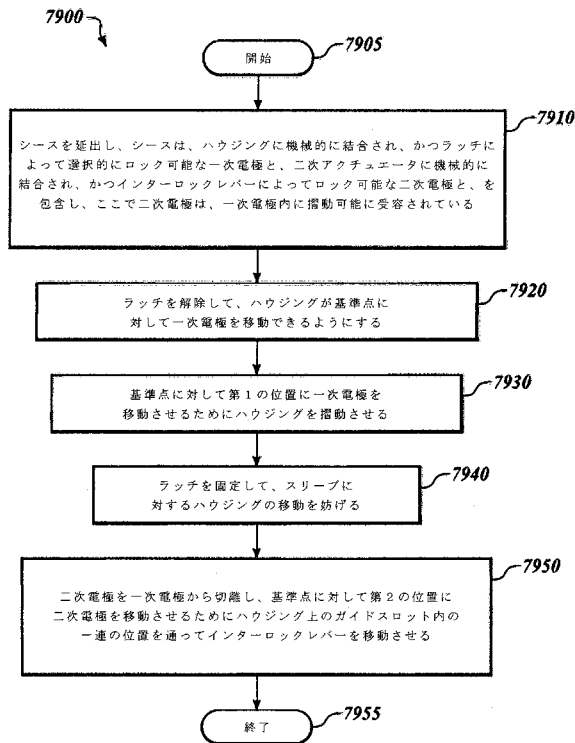 7900
開始
7905
7910
シースを延出し、シースは、ハウジングに機械的に結合され、かつラッチ
によって選択的にロック可能な一次電極と、二次アクチュエータに機械的に
結合され、かつインターロックレバーによってロック可能な二次電極と、を
包含し、ここで二次電極は、一次電極内に摺動可能に受容されている
7920
ラッチを解除して、ハウジングが基準点に
対して一次電極を移動できるようにする
7930
基準点に対して第1の位置に一次電極を
移動させるためにハウジングを摺動させる
7940
ラッチを固定して、スリーブに
対するハウジングの移動を妨げる
7950
二次電極を一次電極から切離し、基準点に対して第2の位置に
二次電極を移動させるためにハウジング上のガイドスロット内の
一連の位置を通ってインターロックレバーを移動させる
終了
7955